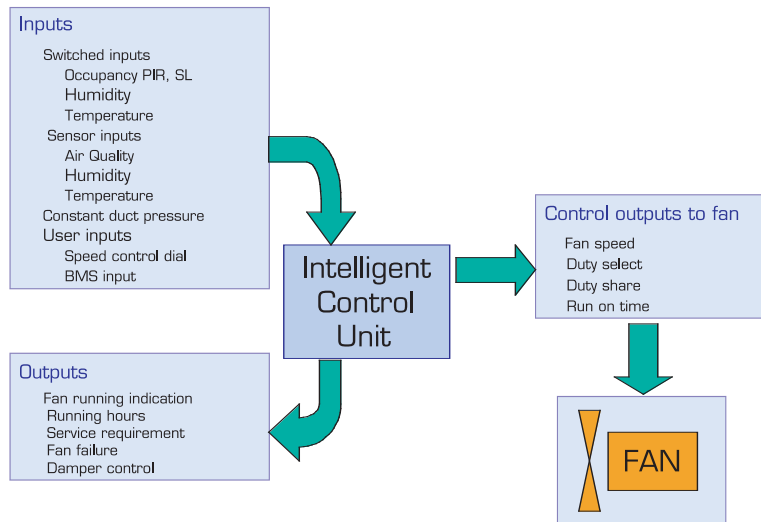 Inputs
Switched inputs
Occupancy PIR, SL
Humidity
Temperature
Sensor inputs
Air Quality
Humidity
Temperature
Constant duct pressure
User inputs
Speed control dial
BMS input
Intelligent
Control
Unit
Control outputs to fan
Fan speed
Duty select
Duty share
Run on time
Outputs
Fan running indication
Running hours
Service requirement
Fan failure
Damper control
FAN